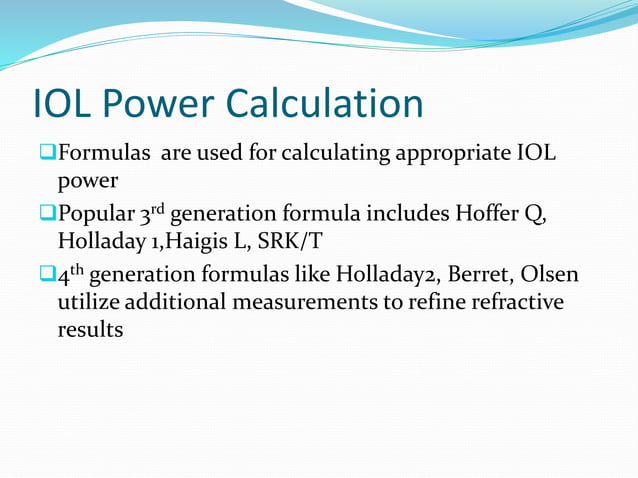 IOL Power Calculation
Formulas are used for calculating appropriate IOL
power
Popular 3rd generation formula includes Hoffer Q,
Holladay 1,Haigis L, SRK/T
4th generation formulas like Holladay2, Berret, Olsen
utilize additional measurements to refine refractive
results